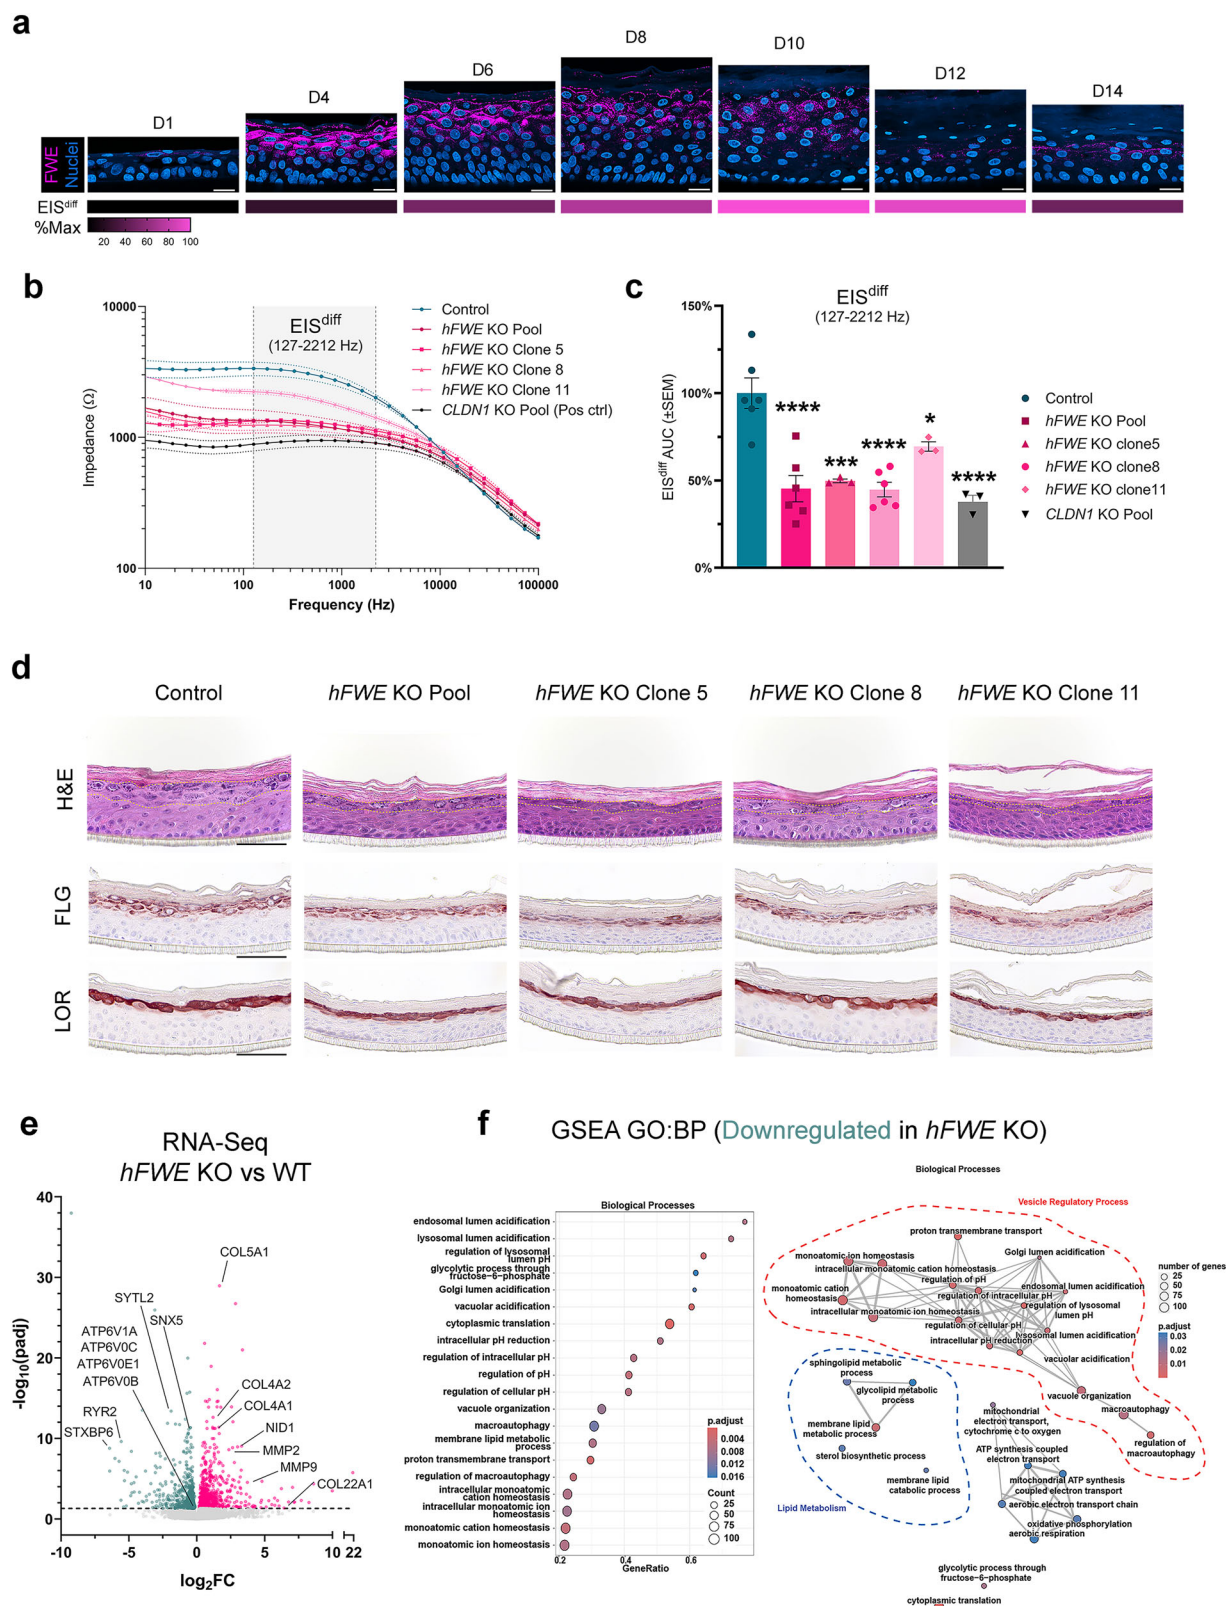 a
D1
D4
D6
D8
D10
D12
D14
FWE
Nuclei
EISdiff
%Max
20 40 60 80 100
b
10000
1000
100
Impedance (Ω)
10 100 1000 10000 100000
Frequency (Hz)
EISdiff
(127-2212 Hz)
Control
hFWE KO Pool
hFWE KO Clone 5
hFWE KO Clone 8
hFWE KO Clone 11
CLDN1 KO Pool (Pos ctrl)
c
EISdiff
(127-2212 Hz)
150%
100%
50%
0%
EISdiff AUC (±SEM)
****
***
****
*
****
Control
hFWE KO Pool
hFWE KO clone5
hFWE KO clone8
hFWE KO clone11
CLDN1 KO Pool
d
Control
hFWE KO Pool
hFWE KO Clone 5
hFWE KO Clone 8
hFWE KO Clone 11
H&E
FLG
LOR
e
RNA-Seq
hFWE KO vs WT
40
30
20
10
0
-log10(padj)
COL5A1
SYTL2
SNX5
ATP6V1A
ATP6V0C
ATP6V0E1
ATP6V0B
COL4A2
COL4A1
RYR2
STXBP6
NID1
MMP2
MMP9
COL22A1
-10 -5 0 5 10 22
log2FC
f
GSEA GO:BP (Downregulated in hFWE KO)
Biological Processes
endosomal lumen acidification
lysosomal lumen acidification
regulation of lysosomal
lumen pH
glycolytic process through
fructose−6−phosphate
Golgi lumen acidification
vacuolar acidification
cytoplasmic translation
intracellular pH reduction
regulation of intracellular pH
regulation of pH
regulation of cellular pH
vacuole organization
macroautophagy
membrane lipid metabolic
process
proton transmembrane transport
regulation of macroautophagy
intracellular monoatomic
cation homeostasis
intracellular monoatomic ion
homeostasis
monoatomic cation homeostasis
monoatomic ion homeostasis
0.2 0.4 0.6
GeneRatio
p.adjust
0.004
0.008
0.012
0.016
Count
25
50
75
100
Biological Processes
Vesicle Regulatory Process
proton transmembrane transport
monoatomic ion homeostasis
Golgi lumen acidification
intracellular monoatomic cation homeostasis
regulation of pH
monoatomic cation
homeostasis
endosomal lumen acidification
regulation of intracellular pH
intracellular monoatomic ion homeostasis
regulation of lysosomal
lumen pH
regulation of cellular pH
lysosomal lumen acidification
intracellular pH reduction
vacuolar acidification
vacuole organization
macroautophagy
regulation of
macroautophagy
sphingolipid metabolic
process
glycolipid metabolic
process
membrane lipid
metabolic process
sterol biosynthetic process
membrane lipid
catabolic process
Lipid Metabolism
mitochondrial
electron transport,
cytochrome c to oxygen
ATP synthesis coupled
electron transport
mitochondrial ATP synthesis
coupled electron transport
aerobic electron transport chain
oxidative phosphorylation
aerobic respiration
glycolytic process through
fructose−6−phosphate
cytoplasmic translation
number of genes
25
50
75
100
p.adjust
0.03
0.02
0.01